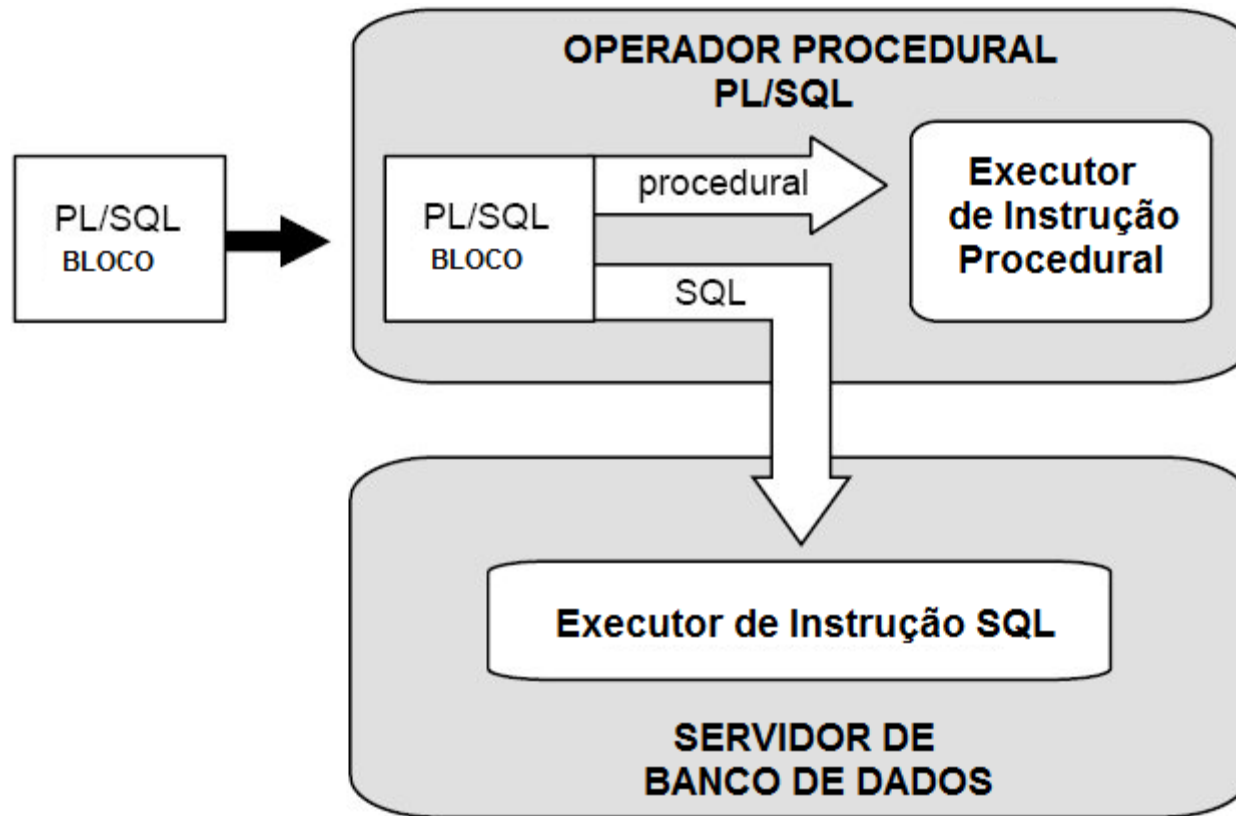 OPERADOR PROCEDURAL
PL/SQL
PL/SQL
BLOCO
PL/SQL
BLOCO
procedural
SQL
Executor
de Instrução
Procedural
Executor de Instrução SQL
SERVIDOR DE
BANCO DE DADOS